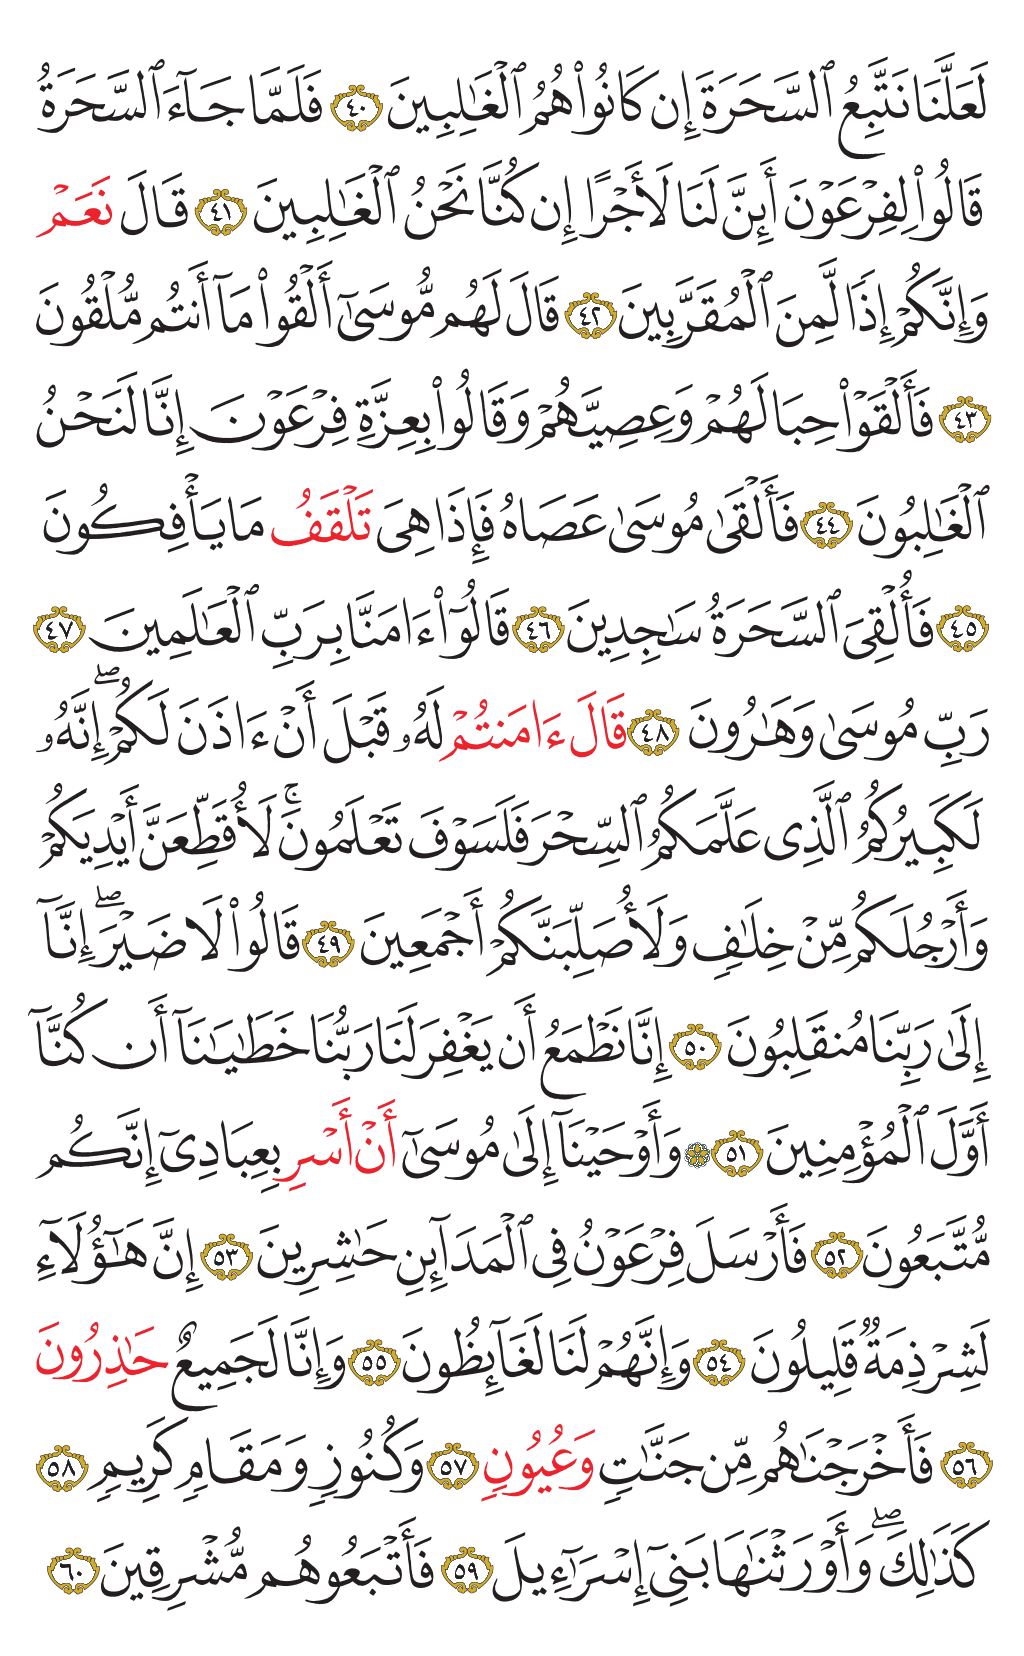 لَعَلَّنَا نَتَّبِعُ ٱلسَّحَرَةَ إِن كَانُوا۟ هُمُ ٱلْغَـٰلِبِينَ ٤٠ فَلَمَّا جَآءَ ٱلسَّحَرَةُ
قَالُوا۟ لِفِرْعَوْنَ أَئِنَّ لَنَا لَأَجْرًا إِن كُنَّا نَحْنُ ٱلْغَـٰلِبِينَ ٤١ قَالَ نَعَمْ
وَإِنَّكُمْ إِذًا لَّمِنَ ٱلْمُقَرَّبِينَ ٤٢ قَالَ لَهُم مُّوسَىٰٓ أَلْقُوا۟ مَآ أَنتُم مُّلْقُونَ
٤٣ فَأَلْقَوْا۟ حِبَالَهُمْ وَعِصِيَّهُمْ وَقَالُوا۟ بِعِزَّةِ فِرْعَوْنَ إِنَّا لَنَحْنُ
ٱلْغَـٰلِبُونَ ٤٤ فَأَلْقَىٰ مُوسَىٰ عَصَاهُ فَإِذَا هِىَ تَلْقَفُ مَا يَأْفِكُونَ
٤٥ فَأُلْقِىَ ٱلسَّحَرَةُ سَـٰجِدِينَ ٤٦ قَالُوٓا۟ ءَامَنَّا بِرَبِّ ٱلْعَـٰلَمِينَ ٤٧
رَبِّ مُوسَىٰ وَهَـٰرُونَ ٤٨ قَالَ ءَامَنتُمْ لَهُۥ قَبْلَ أَنْ ءَاذَنَ لَكُمْ ۖ إِنَّهُۥ
لَكَبِيرُكُمُ ٱلَّذِى عَلَّمَكُمُ ٱلسِّحْرَ فَلَسَوْفَ تَعْلَمُونَ ۚ لَأُقَطِّعَنَّ أَيْدِيَكُمْ
وَأَرْجُلَكُم مِّنْ خِلَـٰفٍ وَلَأُصَلِّبَنَّكُمْ أَجْمَعِينَ ٤٩ قَالُوا۟ لَا ضَيْرَ ۖ إِنَّآ
إِلَىٰ رَبِّنَا مُنقَلِبُونَ ٥٠ إِنَّا نَطْمَعُ أَن يَغْفِرَ لَنَا رَبُّنَا خَطَـٰيَـٰنَآ أَن كُنَّآ
أَوَّلَ ٱلْمُؤْمِنِينَ ٥١ ۞ وَأَوْحَيْنَآ إِلَىٰ مُوسَىٰٓ أَنْ أَسْرِ بِعِبَادِىٓ إِنَّكُم
مُّتَّبَعُونَ ٥٢ فَأَرْسَلَ فِرْعَوْنُ فِى ٱلْمَدَآئِنِ حَـٰشِرِينَ ٥٣ إِنَّ هَـٰٓؤُلَآءِ
لَشِرْذِمَةٌ قَلِيلُونَ ٥٤ وَإِنَّهُمْ لَنَا لَغَآئِظُونَ ٥٥ وَإِنَّا لَجَمِيعٌ حَـٰذِرُونَ
٥٦ فَأَخْرَجْنَـٰهُم مِّن جَنَّـٰتٍ وَعُيُونٍ ٥٧ وَكُنُوزٍ وَمَقَامٍ كَرِيمٍ ٥٨
كَذَٰلِكَ ۖ وَأَوْرَثْنَـٰهَا بَنِىٓ إِسْرَـٰٓءِيلَ ٥٩ فَأَتْبَعُوهُم مُّشْرِقِينَ ٦٠